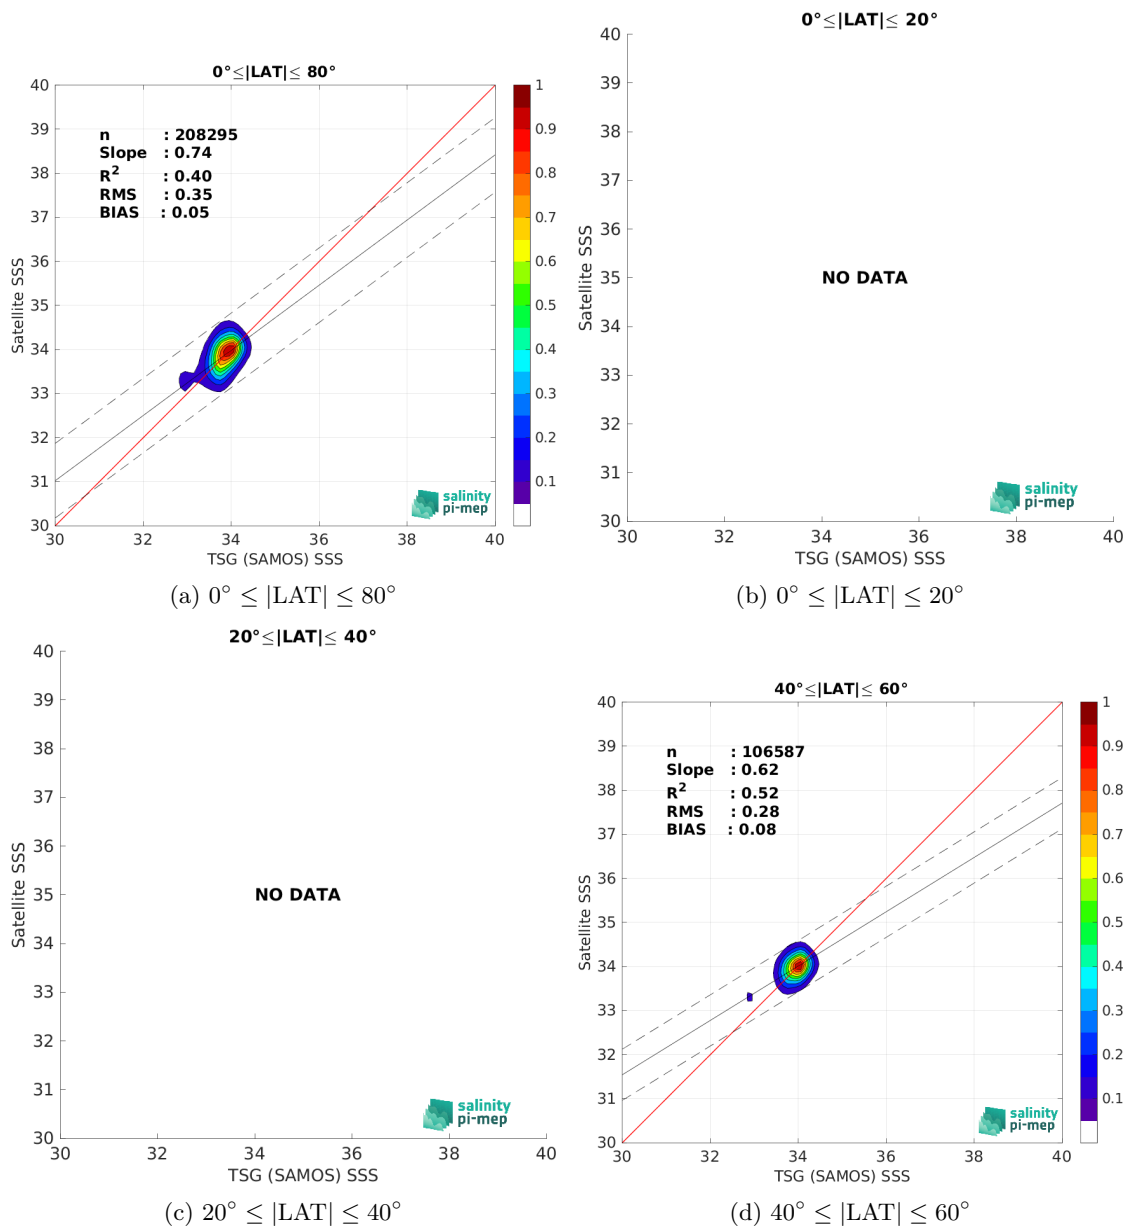 0°≤|LAT|≤ 80°
n : 208295
Slope : 0.74
R² : 0.40
RMS : 0.35
BIAS : 0.05
40
39
38
37
36
35
34
33
32
31
30
30 32 34 36 38 40
Satellite SSS
TSG (SAMOS) SSS
1
0.9
0.8
0.7
0.6
0.5
0.4
0.3
0.2
0.1
salinity
pi-mep
(a) 0° ≤ |LAT| ≤ 80°
0°≤|LAT|≤ 20°
40
39
38
37
36
35
34
33
32
31
30
30 32 34 36 38 40
Satellite SSS
NO DATA
TSG (SAMOS) SSS
salinity
pi-mep
(b) 0° ≤ |LAT| ≤ 20°
20°≤|LAT|≤ 40°
40
39
38
37
36
35
34
33
32
31
30
30 32 34 36 38 40
Satellite SSS
NO DATA
TSG (SAMOS) SSS
salinity
pi-mep
(c) 20° ≤ |LAT| ≤ 40°
40°≤|LAT|≤ 60°
n : 106587
Slope : 0.62
R² : 0.52
RMS : 0.28
BIAS : 0.08
40
39
38
37
36
35
34
33
32
31
30
30 32 34 36 38 40
Satellite SSS
TSG (SAMOS) SSS
1
0.9
0.8
0.7
0.6
0.5
0.4
0.3
0.2
0.1
salinity
pi-mep
(d) 40° ≤ |LAT| ≤ 60°